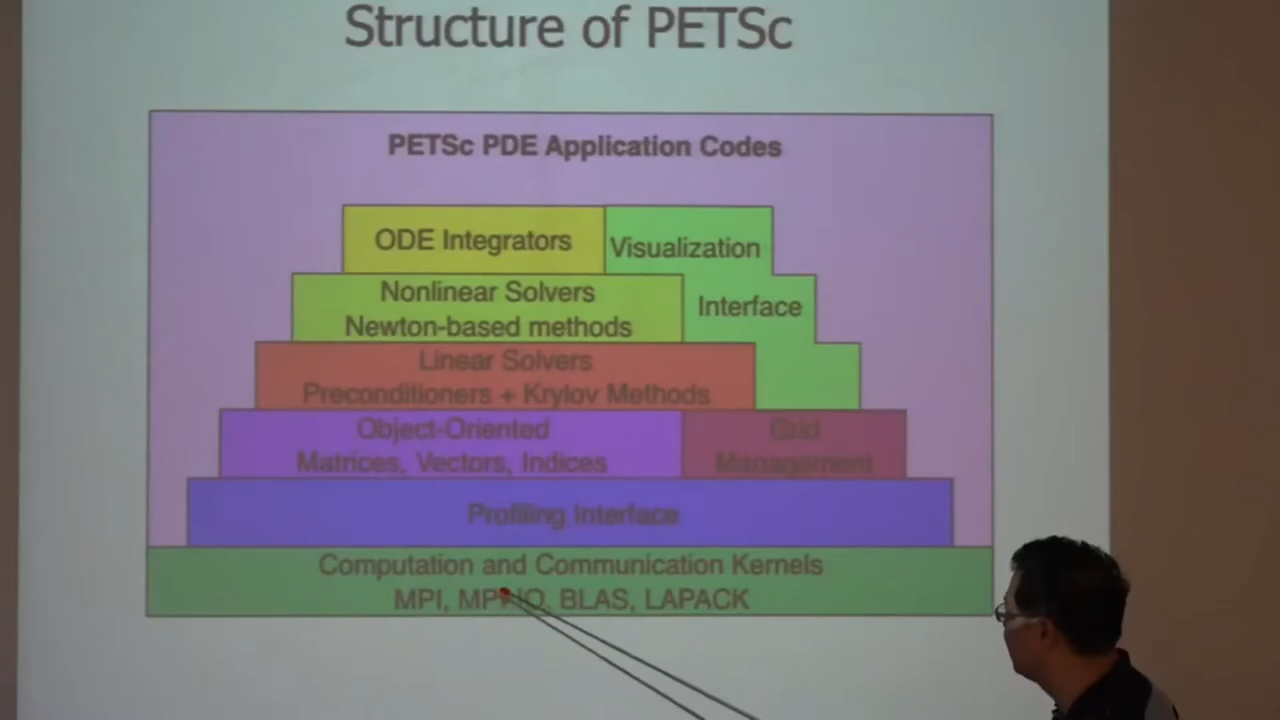 Structure of PETSc
PETSc PDE Application Codes
ODE Integrators
Visualization
Nonlinear Solvers
Newton-based methods
Interface
Linear Solvers
Preconditioners + Krylov Methods
Object-Oriented
Matrices, Vectors, Indices
Grid
Management
Profiling Interface
Computation and Communication Kernels
MPI, MPI-IO, BLAS, LAPACK